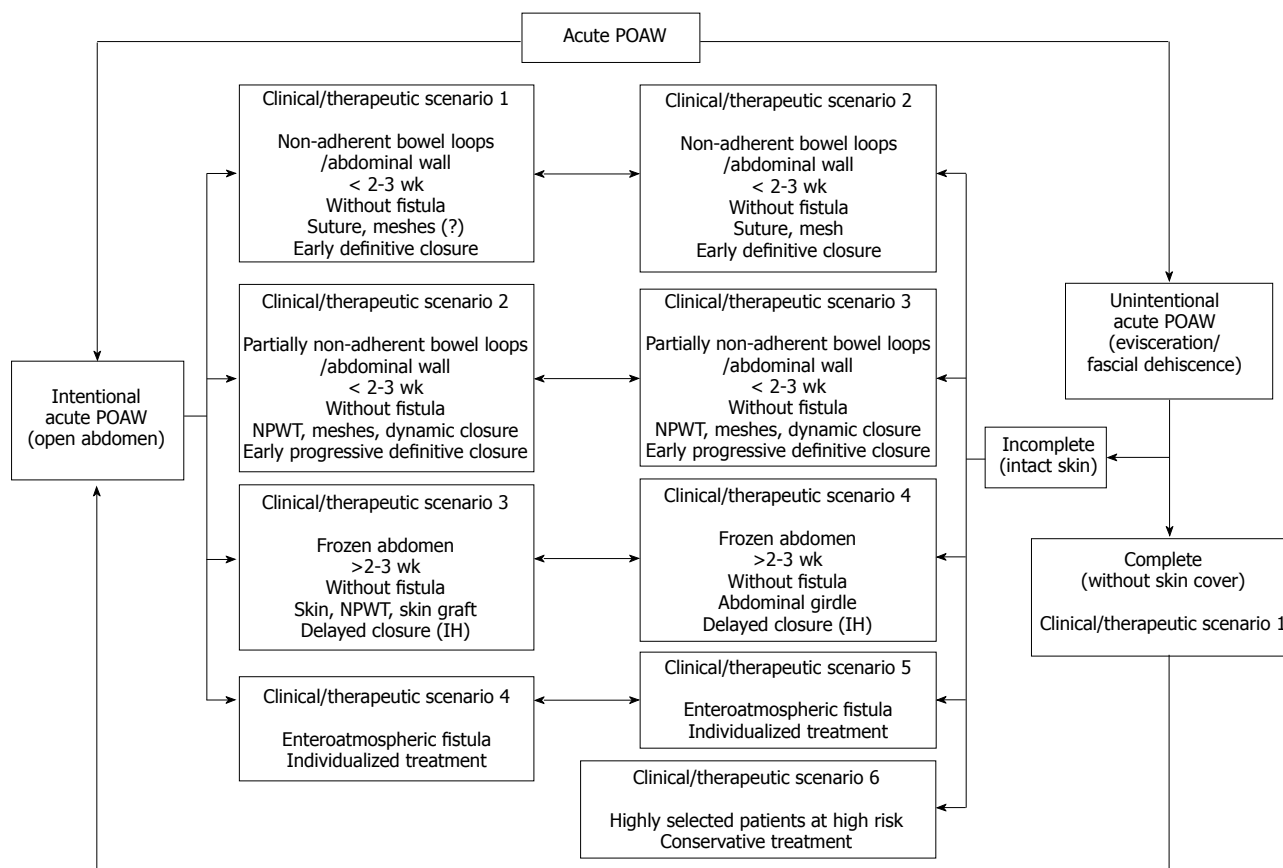 Acute POAW
Clinical/therapeutic scenario 1
Non-adherent bowel loops
/abdominal wall
< 2-3 wk
Without fistula
Suture, meshes (?)
Early definitive closure
Clinical/therapeutic scenario 2
Non-adherent bowel loops
/abdominal wall
< 2-3 wk
Without fistula
Suture, mesh
Early definitive closure
Clinical/therapeutic scenario 2
Partially non-adherent bowel loops
/abdominal wall
< 2-3 wk
Without fistula
NPWT, meshes, dynamic closure
Early progressive definitive closure
Clinical/therapeutic scenario 3
Partially non-adherent bowel loops
/abdominal wall
< 2-3 wk
Without fistula
NPWT, meshes, dynamic closure
Early progressive definitive closure
Unintentional
acute POAW
(evisceration/
fascial dehiscence)
Intentional
acute POAW
(open abdomen)
Incomplete
(intact skin)
Clinical/therapeutic scenario 3
Frozen abdomen
>2-3 wk
Without fistula
Skin, NPWT, skin graft
Delayed closure (IH)
Clinical/therapeutic scenario 4
Frozen abdomen
>2-3 wk
Without fistula
Abdominal girdle
Delayed closure (IH)
Complete
(without skin cover)
Clinical/therapeutic scenario 1
Clinical/therapeutic scenario 4
Enteroatmospheric fistula
Individualized treatment
Clinical/therapeutic scenario 5
Enteroatmospheric fistula
Individualized treatment
Clinical/therapeutic scenario 6
Highly selected patients at high risk
Conservative treatment